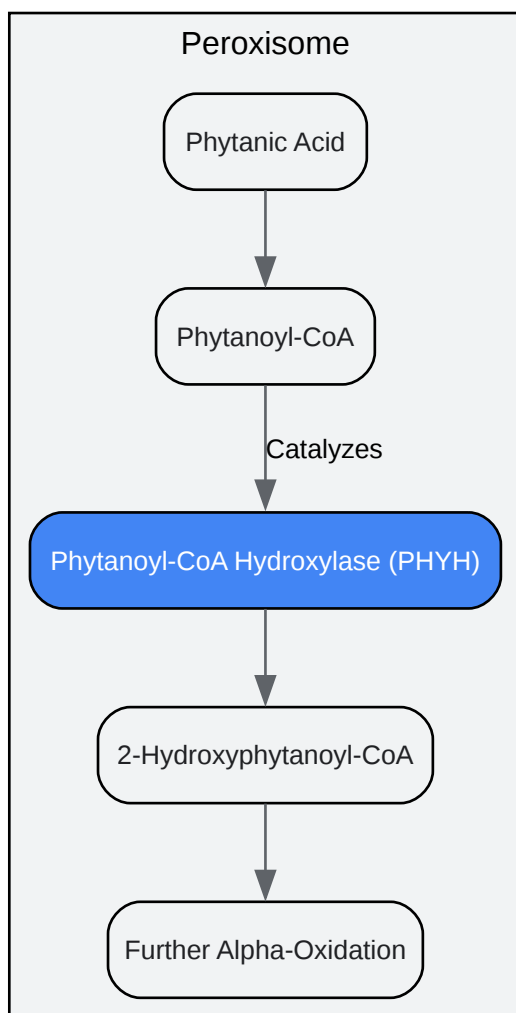 Peroxisome
Phytanic Acid
Phytanoyl-CoA
Catalyzes
Phytanoyl-CoA Hydroxylase (PHYH)
2-Hydroxyphytanoyl-CoA
Further Alpha-Oxidation